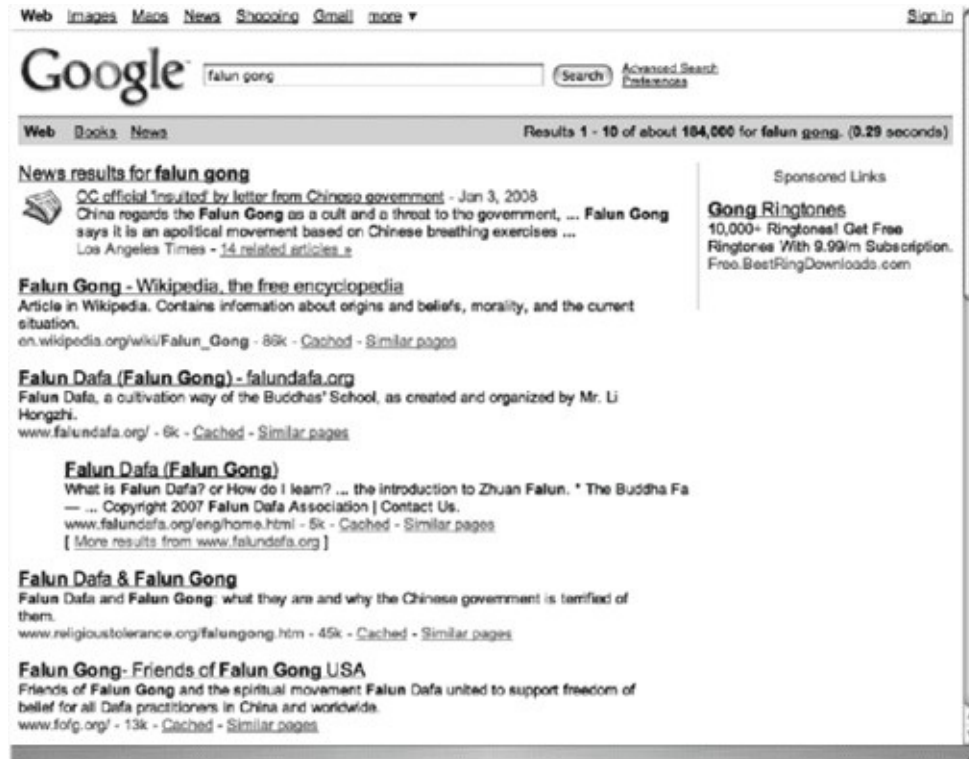 Web Images Maps News Shopping Gmail more ▼ Sign in
Google falun gong Search Advanced Search
Preferences
Web Books News Results 1 - 10 of about 184,000 for falun gong. (0.29 seconds)
News results for falun gong
OC official 'insulted' by letter from Chinese government - Jan 3, 2008
China regards the Falun Gong as a cult and a threat to the government, ... Falun Gong
says it is an apolitical movement based on Chinese breathing exercises ...
Los Angeles Times - 14 related articles »
Falun Gong - Wikipedia, the free encyclopedia
Article in Wikipedia. Contains information about origins and beliefs, morality, and the current
situation.
en.wikipedia.org/wiki/Falun_Gong - 86k - Cached - Similar pages
Falun Dafa (Falun Gong) - falundafa.org
Falun Dafa, a cultivation way of the Buddhas' School, as created and organized by Mr. Li
Hongzhi.
www.falundafa.org/ - 6k - Cached - Similar pages
Falun Dafa (Falun Gong)
What is Falun Dafa? or How do I learn? ... the introduction to Zhuan Falun. * The Buddha Fa
— ... Copyright 2007 Falun Dafa Association | Contact Us.
www.falundafa.org/eng/home.html - 5k - Cached - Similar pages
[ More results from www.falundafa.org ]
Falun Dafa & Falun Gong
Falun Dafa and Falun Gong: what they are and why the Chinese government is terrified of
them.
www.religioustolerance.org/falungong.htm - 45k - Cached - Similar pages
Falun Gong- Friends of Falun Gong USA
Friends of Falun Gong and the spiritual movement Falun Dafa united to support freedom of
belief for all Dafa practitioners in China and worldwide.
www.fofg.org/ - 13k - Cached - Similar pages
Sponsored Links
Gong Ringtones
10,000+ Ringtones! Get Free
Ringtones With 9.99/m Subscription.
Free.BestRingDownloads.com